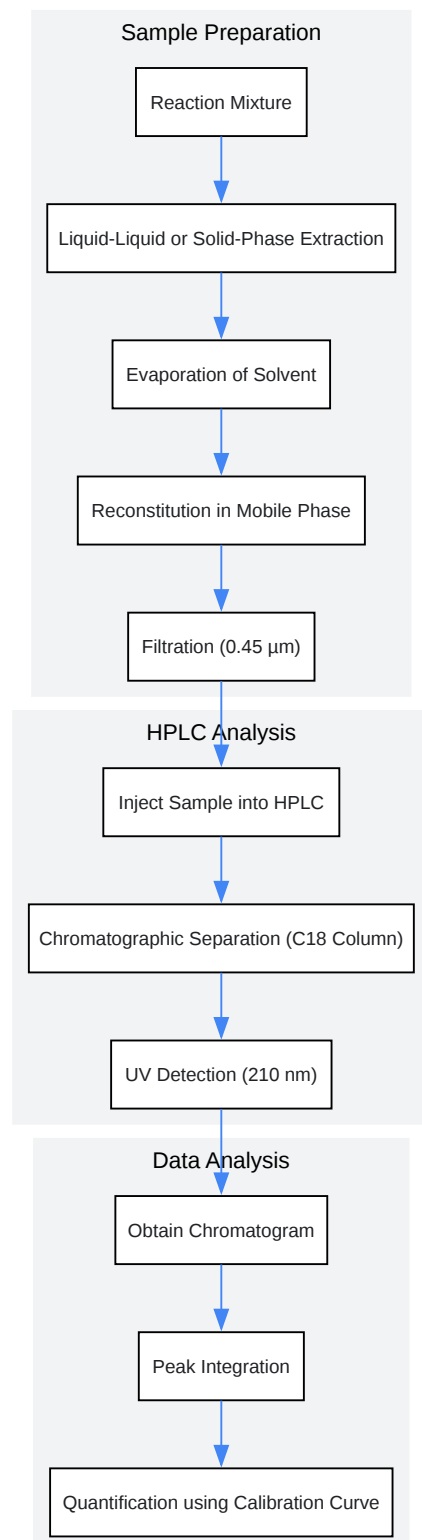 Sample Preparation
Reaction Mixture
Liquid-Liquid or Solid-Phase Extraction
Evaporation of Solvent
Reconstitution in Mobile Phase
Filtration (0.45 µm)
HPLC Analysis
Inject Sample into HPLC
Chromatographic Separation (C18 Column)
UV Detection (210 nm)
Data Analysis
Obtain Chromatogram
Peak Integration
Quantification using Calibration Curve